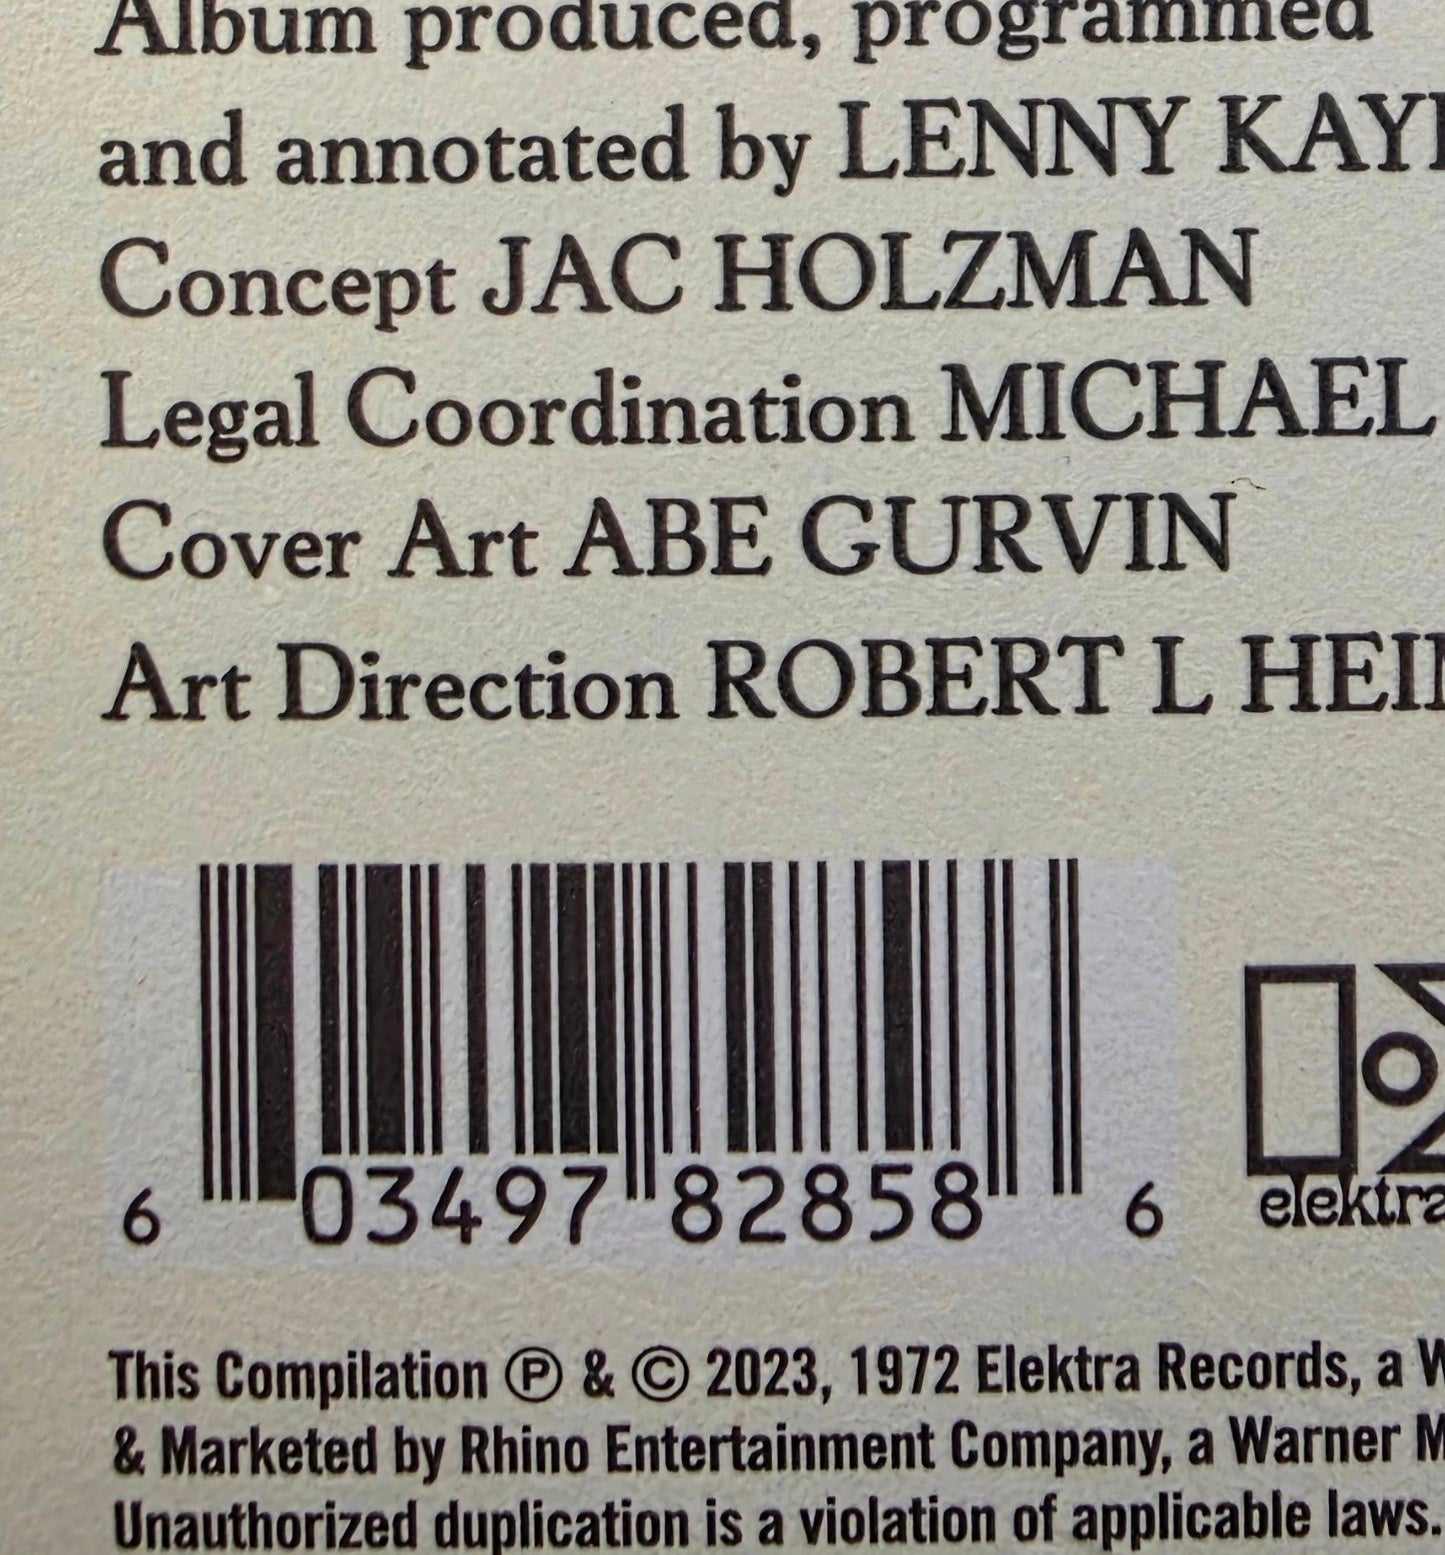 Album produced, programmed
and annotated by LENNY
Concept JAC HOLZMAN
Legal Coordination MICHAEL
Cover Art ABE GURVIN
Art Direction ROBERT L
6 03497 82858 6
elektra
This Compilation ℗ & © 2023, 1972 Elektra Records, a
& Marketed by Rhino Entertainment Company, a Warner
Unauthorized duplication is a violation of applicable laws.